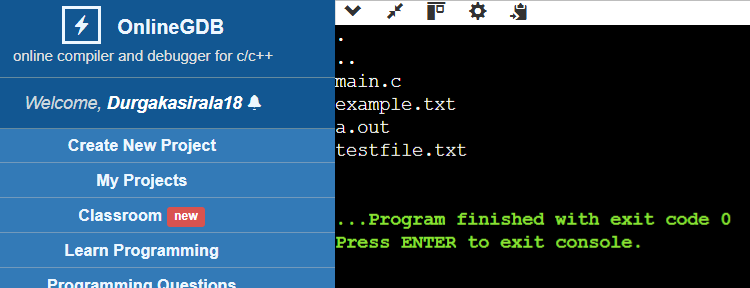 OnlineGDB
online compiler and debugger for c/c++
Welcome, Durgakasirala18
Create New Project
My Projects
Classroom new
Learn Programming
Programming Questions
.
..
main.c
example.txt
a.out
testfile.txt
...Program finished with exit code 0
Press ENTER to exit console.